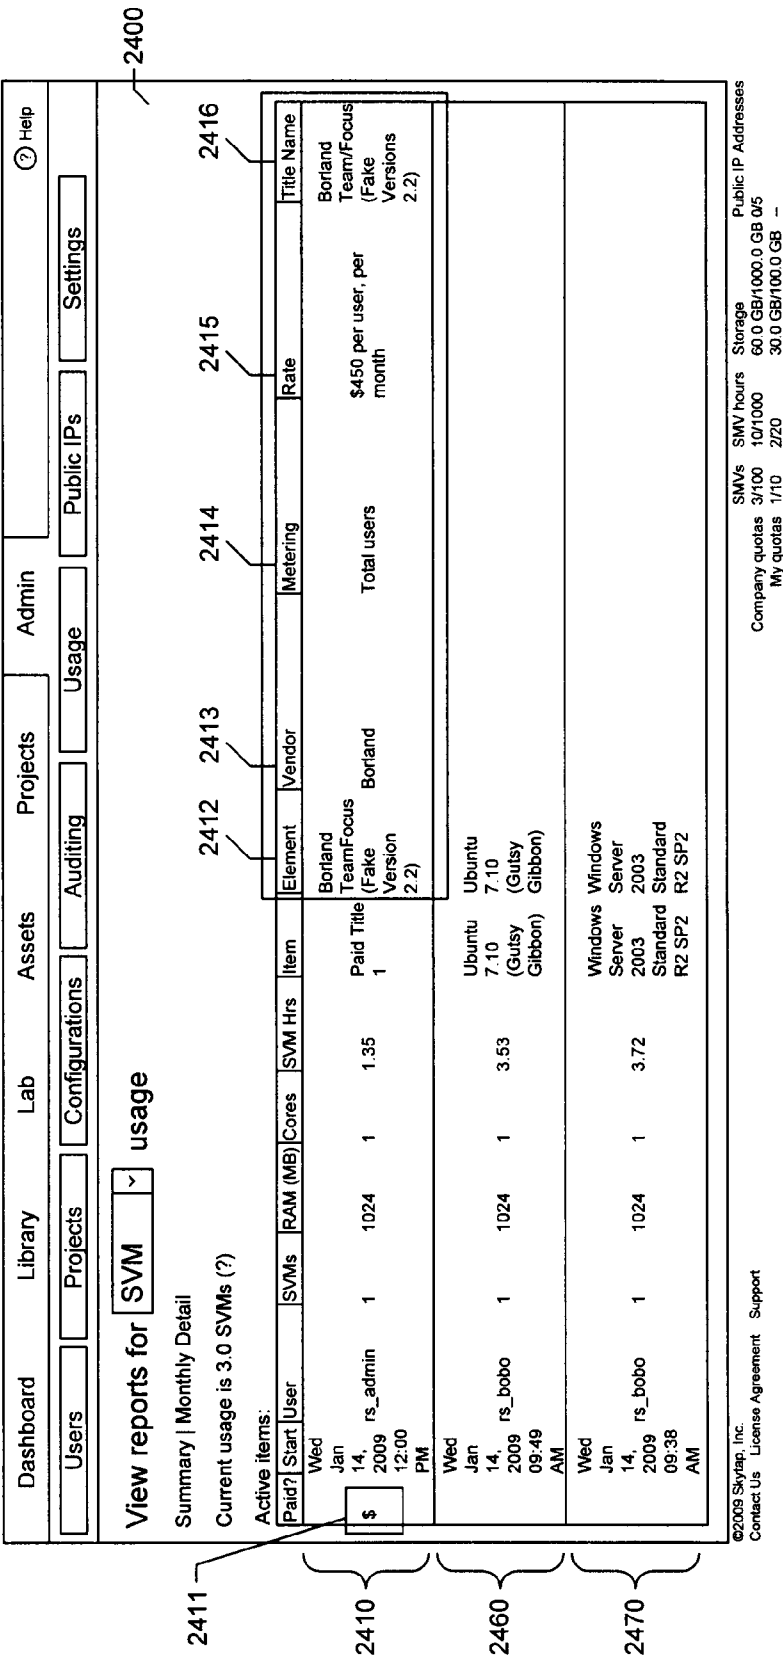 Dashboard Library Lab Assets Projects Admin ? Help
Users Projects Configurations Auditing Usage Public IPs Settings
2400
View reports for SVM usage
Summary | Monthly Detail
Current usage is 3.0 SVMs (?)
Active items:
2411 2412 2413 2414 2415 2416
Paid? Start User SVMs RAM (MB) Cores SVM Hrs Item Element Vendor Metering Rate Title Name
2410
$ Wed Jan 14, 2009 12:00 PM rs_admin 1 1024 1 1.35 Paid Title 1 Borland TeamFocus (Fake Version 2.2) Borland Total users $450 per user, per month Borland Team/Focus (Fake Versions 2.2)
2460
Wed Jan 14, 2009 09:49 AM rs_bobo 1 1024 1 3.53 Ubuntu 7.10 (Gutsy Gibbon) Ubuntu 7.10 (Gutsy Gibbon)
2470
Wed Jan 14, 2009 09:38 AM rs_bobo 1 1024 1 3.72 Windows Server 2003 Standard R2 SP2 Windows Server 2003 Standard R2 SP2
©2009 Skytap, Inc.
Contact Us License Agreement Support
SMVs SMV hours Storage Public IP Addresses
Company quotas 3/100 10/1000 60.0 GB/1000.0 GB 0/5
My quotas 1/10 2/20 30.0 GB/100.0 GB --